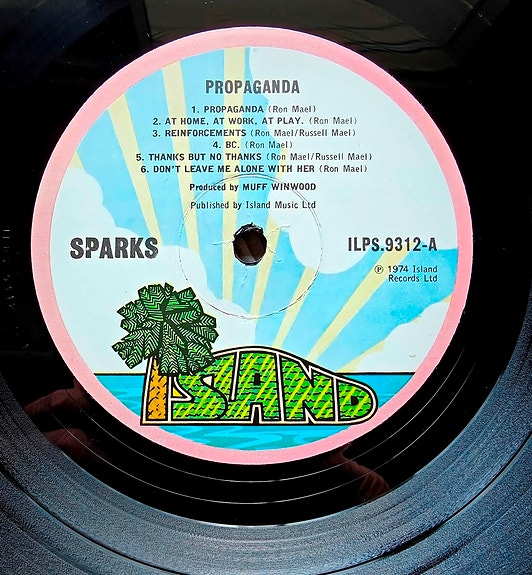 PROPAGANDA
1. PROPAGANDA (Ron Mael)
2. AT HOME, AT WORK, AT PLAY. (Ron Mael)
3. REINFORCEMENTS (Ron Mael/Russell Mael)
4. BC. (Ron Mael)
5. THANKS BUT NO THANKS (Ron Mael/Russell Mael)
6. DON'T LEAVE ME ALONE WITH HER (Ron Mael)
Produced by MUFF WINWOOD
Published by Island Music Ltd
SPARKS
ILPS.9312-A
Ⓟ 1974 Island
Records Ltd
ISLAND